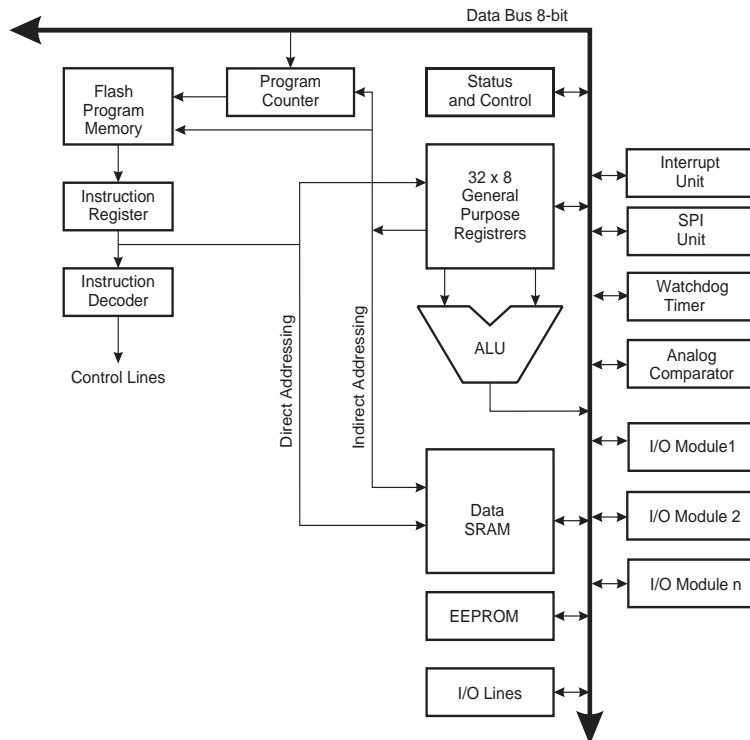 Data Bus 8-bit
Flash
Program
Memory
Program
Counter
Status
and Control
Instruction
Register
32 x 8
General
Purpose
Registrers
Interrupt
Unit
SPI
Unit
Instruction
Decoder
Watchdog
Timer
Control Lines
Direct Addressing
Indirect Addressing
ALU
Analog
Comparator
I/O Module1
Data
SRAM
I/O Module 2
I/O Module n
EEPROM
I/O Lines